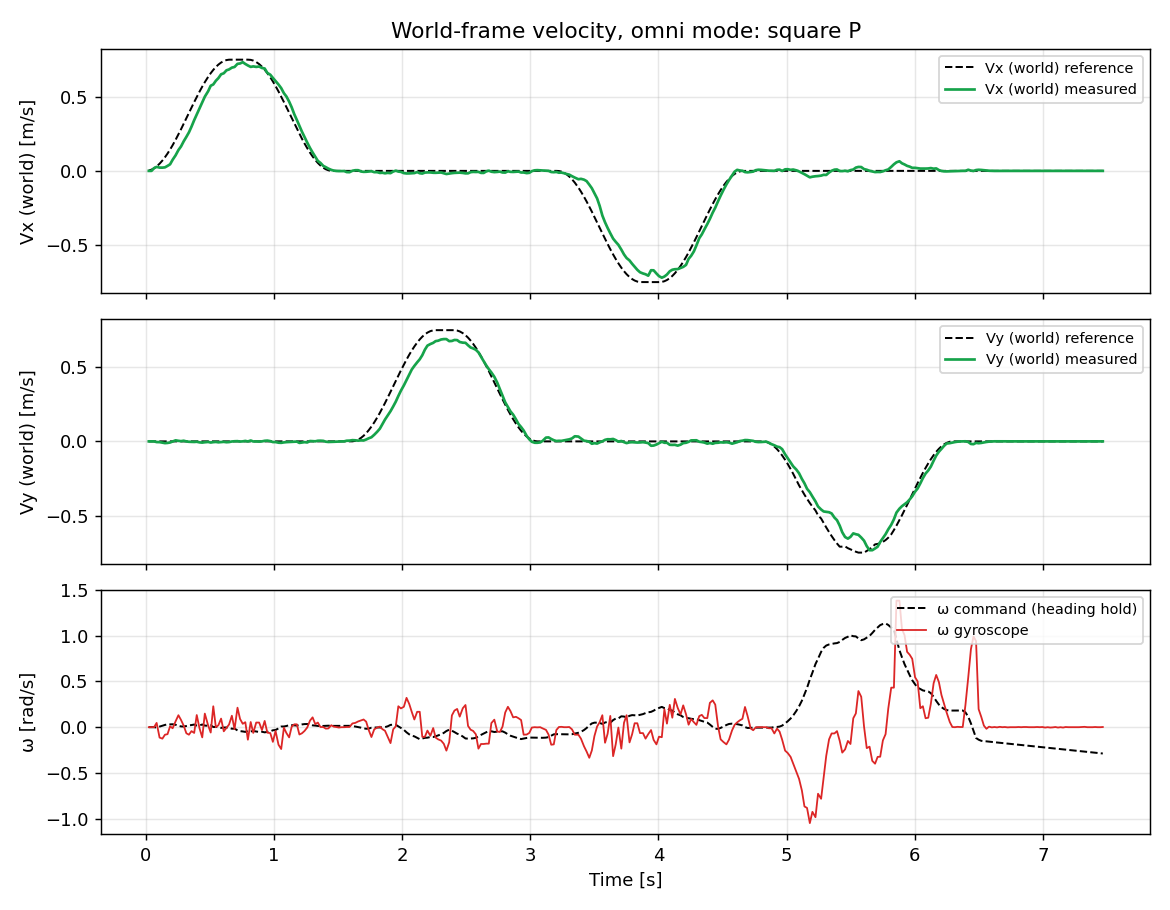 World-frame velocity, omni mode: square P
Vx (world) [m/s]
0.5
0.0
−0.5
Vx (world) reference
Vx (world) measured
Vy (world) [m/s]
0.5
0.0
−0.5
Vy (world) reference
Vy (world) measured
ω [rad/s]
1.5
1.0
0.5
0.0
−0.5
−1.0
ω command (heading hold)
ω gyroscope
0 1 2 3 4 5 6 7
Time [s]